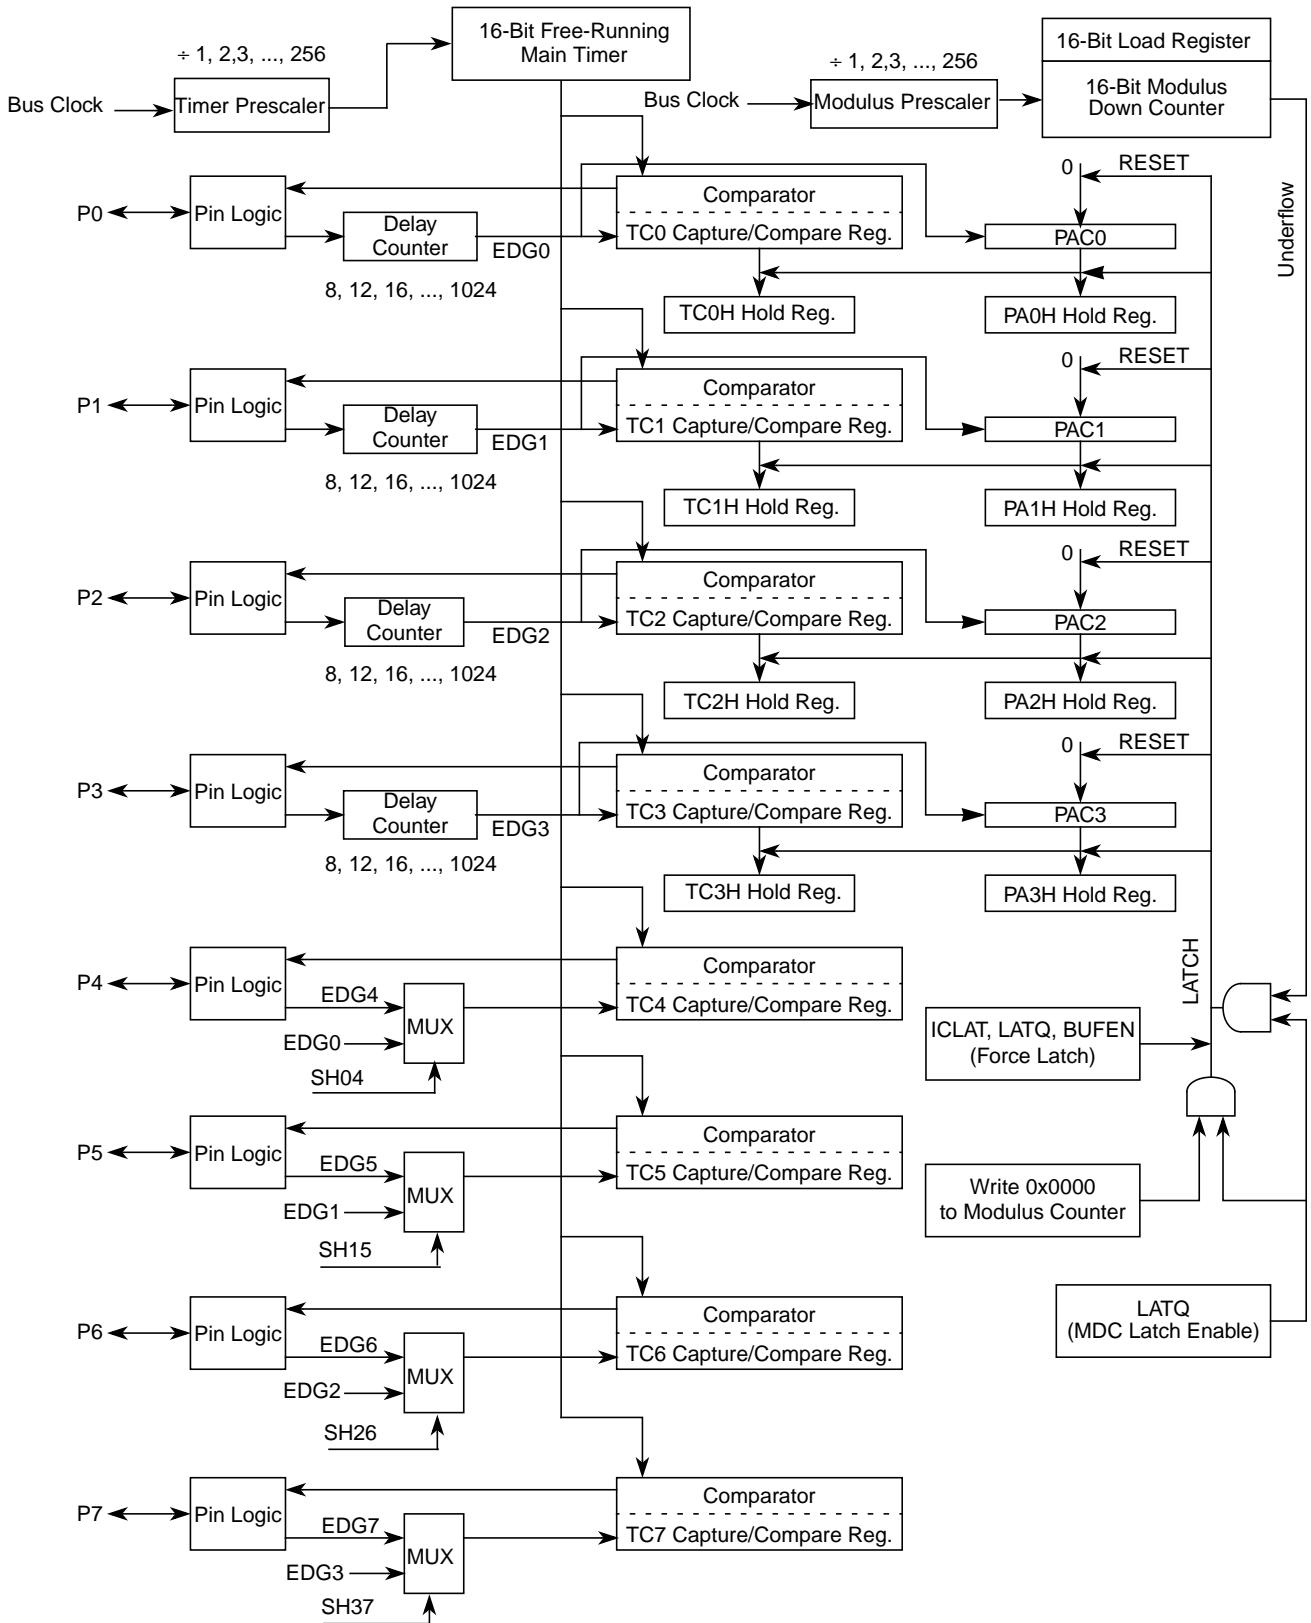 16-Bit Free-Running
Main Timer
16-Bit Load Register
16-Bit Modulus
Down Counter
÷ 1, 2,3, ..., 256
Bus Clock
Timer Prescaler
÷ 1, 2,3, ..., 256
Bus Clock
Modulus Prescaler
Underflow
P0
Pin Logic
Delay
Counter
EDG0
8, 12, 16, ..., 1024
Comparator
TC0 Capture/Compare Reg.
TC0H Hold Reg.
0
RESET
PAC0
PA0H Hold Reg.
P1
Pin Logic
Delay
Counter
EDG1
8, 12, 16, ..., 1024
Comparator
TC1 Capture/Compare Reg.
TC1H Hold Reg.
0
RESET
PAC1
PA1H Hold Reg.
P2
Pin Logic
Delay
Counter
EDG2
8, 12, 16, ..., 1024
Comparator
TC2 Capture/Compare Reg.
TC2H Hold Reg.
0
RESET
PAC2
PA2H Hold Reg.
P3
Pin Logic
Delay
Counter
EDG3
8, 12, 16, ..., 1024
Comparator
TC3 Capture/Compare Reg.
TC3H Hold Reg.
0
RESET
PAC3
PA3H Hold Reg.
P4
Pin Logic
EDG4
EDG0
MUX
SH04
Comparator
TC4 Capture/Compare Reg.
LATCH
ICLAT, LATQ, BUFEN
(Force Latch)
P5
Pin Logic
EDG5
EDG1
MUX
SH15
Comparator
TC5 Capture/Compare Reg.
Write 0x0000
to Modulus Counter
P6
Pin Logic
EDG6
EDG2
MUX
SH26
Comparator
TC6 Capture/Compare Reg.
LATQ
(MDC Latch Enable)
P7
Pin Logic
EDG7
EDG3
MUX
SH37
Comparator
TC7 Capture/Compare Reg.